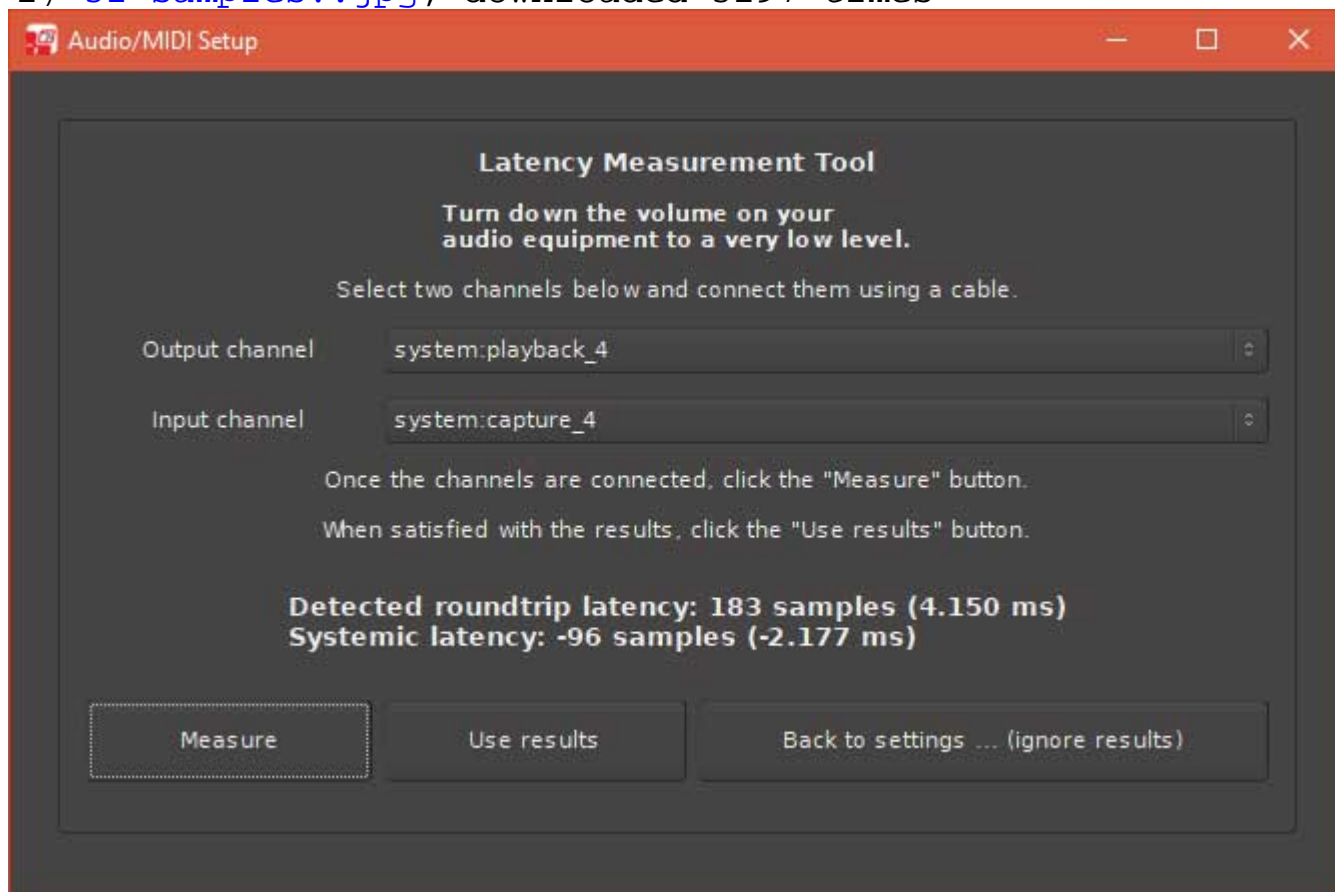 Audio/MIDI Setup
Latency Measurement Tool
Turn down the volume on your
audio equipment to a very low level.
Select two channels below and connect them using a cable.
Output channel system:playback_4
Input channel system:capture_4
Once the channels are connected, click the "Measure" button.
When satisfied with the results, click the "Use results" button.
Detected roundtrip latency: 183 samples (4.150 ms)
Systemic latency: -96 samples (-2.177 ms)
Measure Use results Back to settings ... (ignore results)